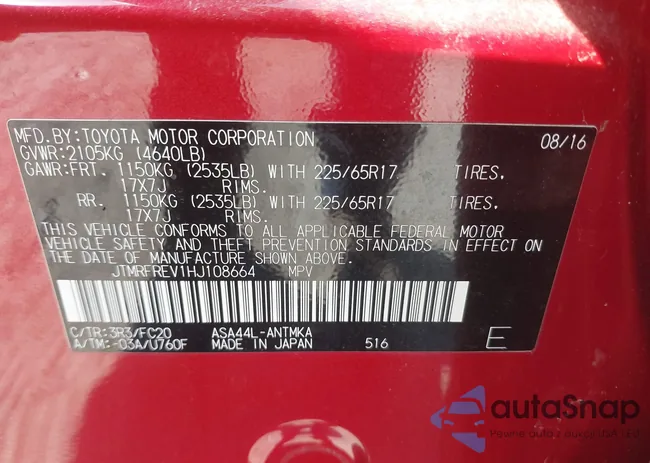 MFD.BY:TOYOTA MOTOR CORPORATION 08/16
GVWR:2105KG (4640LB)
GAWR:FRT. 1150KG (2535LB) WITH 225/65R17 TIRES.
17X7J RIMS.
RR. 1150KG (2535LB) WITH 225/65R17 TIRES,
17X7J RIMS.
THIS VEHICLE CONFORMS TO ALL APPLICABLE FEDERAL MOTOR
VEHICLE SAFETY AND THEFT PREVENTION STANDARDS IN EFFECT ON
THE DATE OF MANUFACTURE SHOWN ABOVE.
JTMRFREV1HJ108664 MPV
C/TR:3R3/FC20 ASA44L-ANTMKA
A/TM:-03A/U760F MADE IN JAPAN 516 E
autoSnap
Pewne auto z